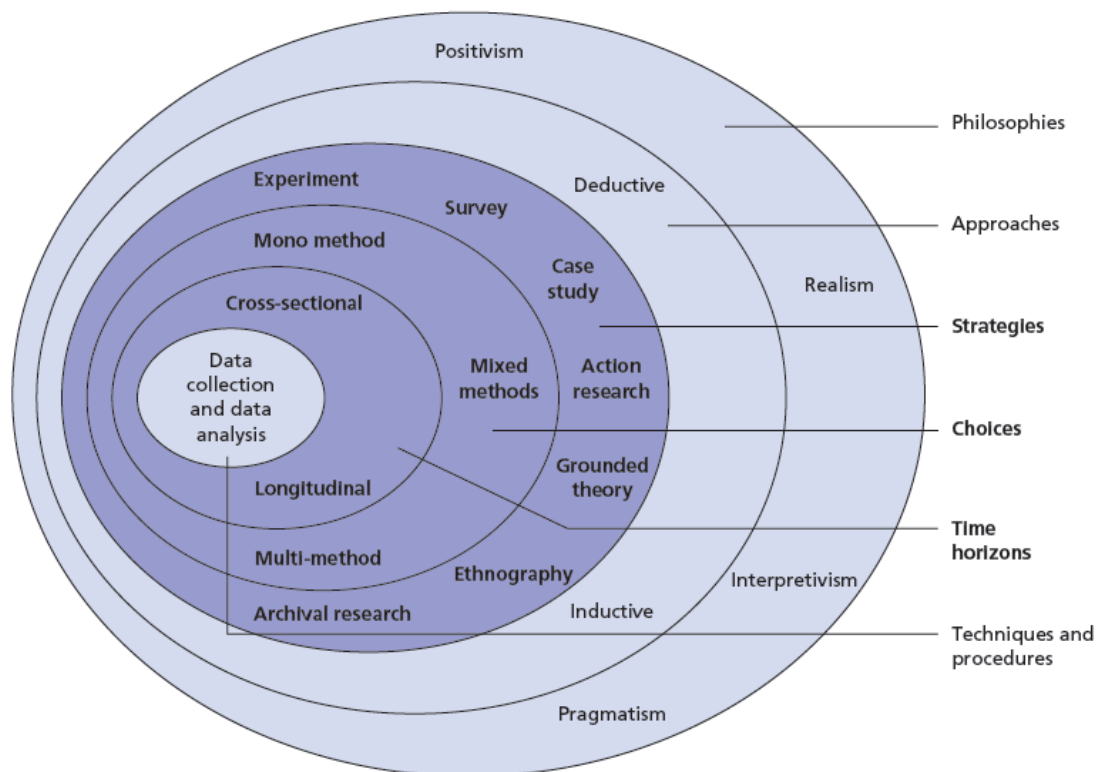 Positivism
Philosophies
Experiment
Deductive
Survey
Approaches
Mono method
Case
study
Realism
Cross-sectional
Strategies
Data
collection
and data
analysis
Mixed
methods
Action
research
Choices
Grounded
theory
Longitudinal
Time
horizons
Multi-method
Ethnography
Interpretivism
Archival research
Inductive
Techniques and
procedures
Pragmatism